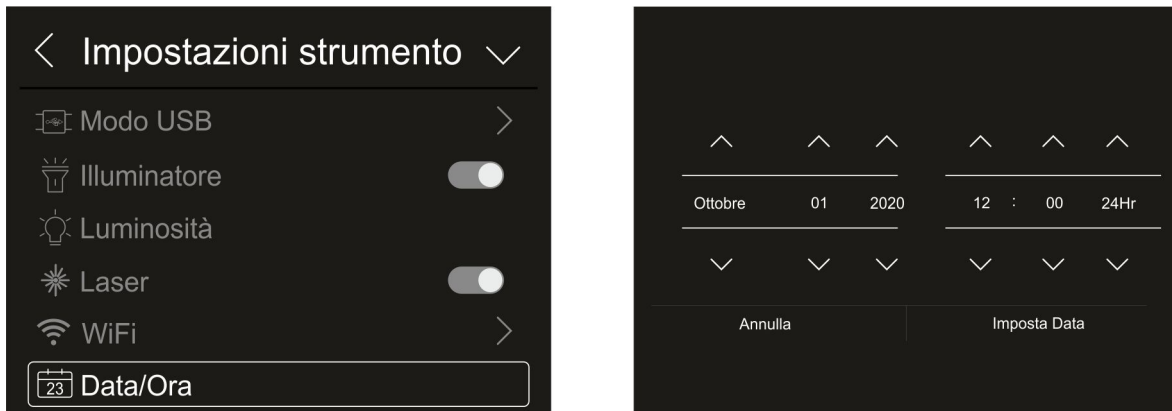 Impostazioni strumento
Modo USB
Illuminatore
Luminosità
Laser
WiFi
23 Data/Ora
Ottobre 01 2020 12 : 00 24Hr
Annulla Imposta Data